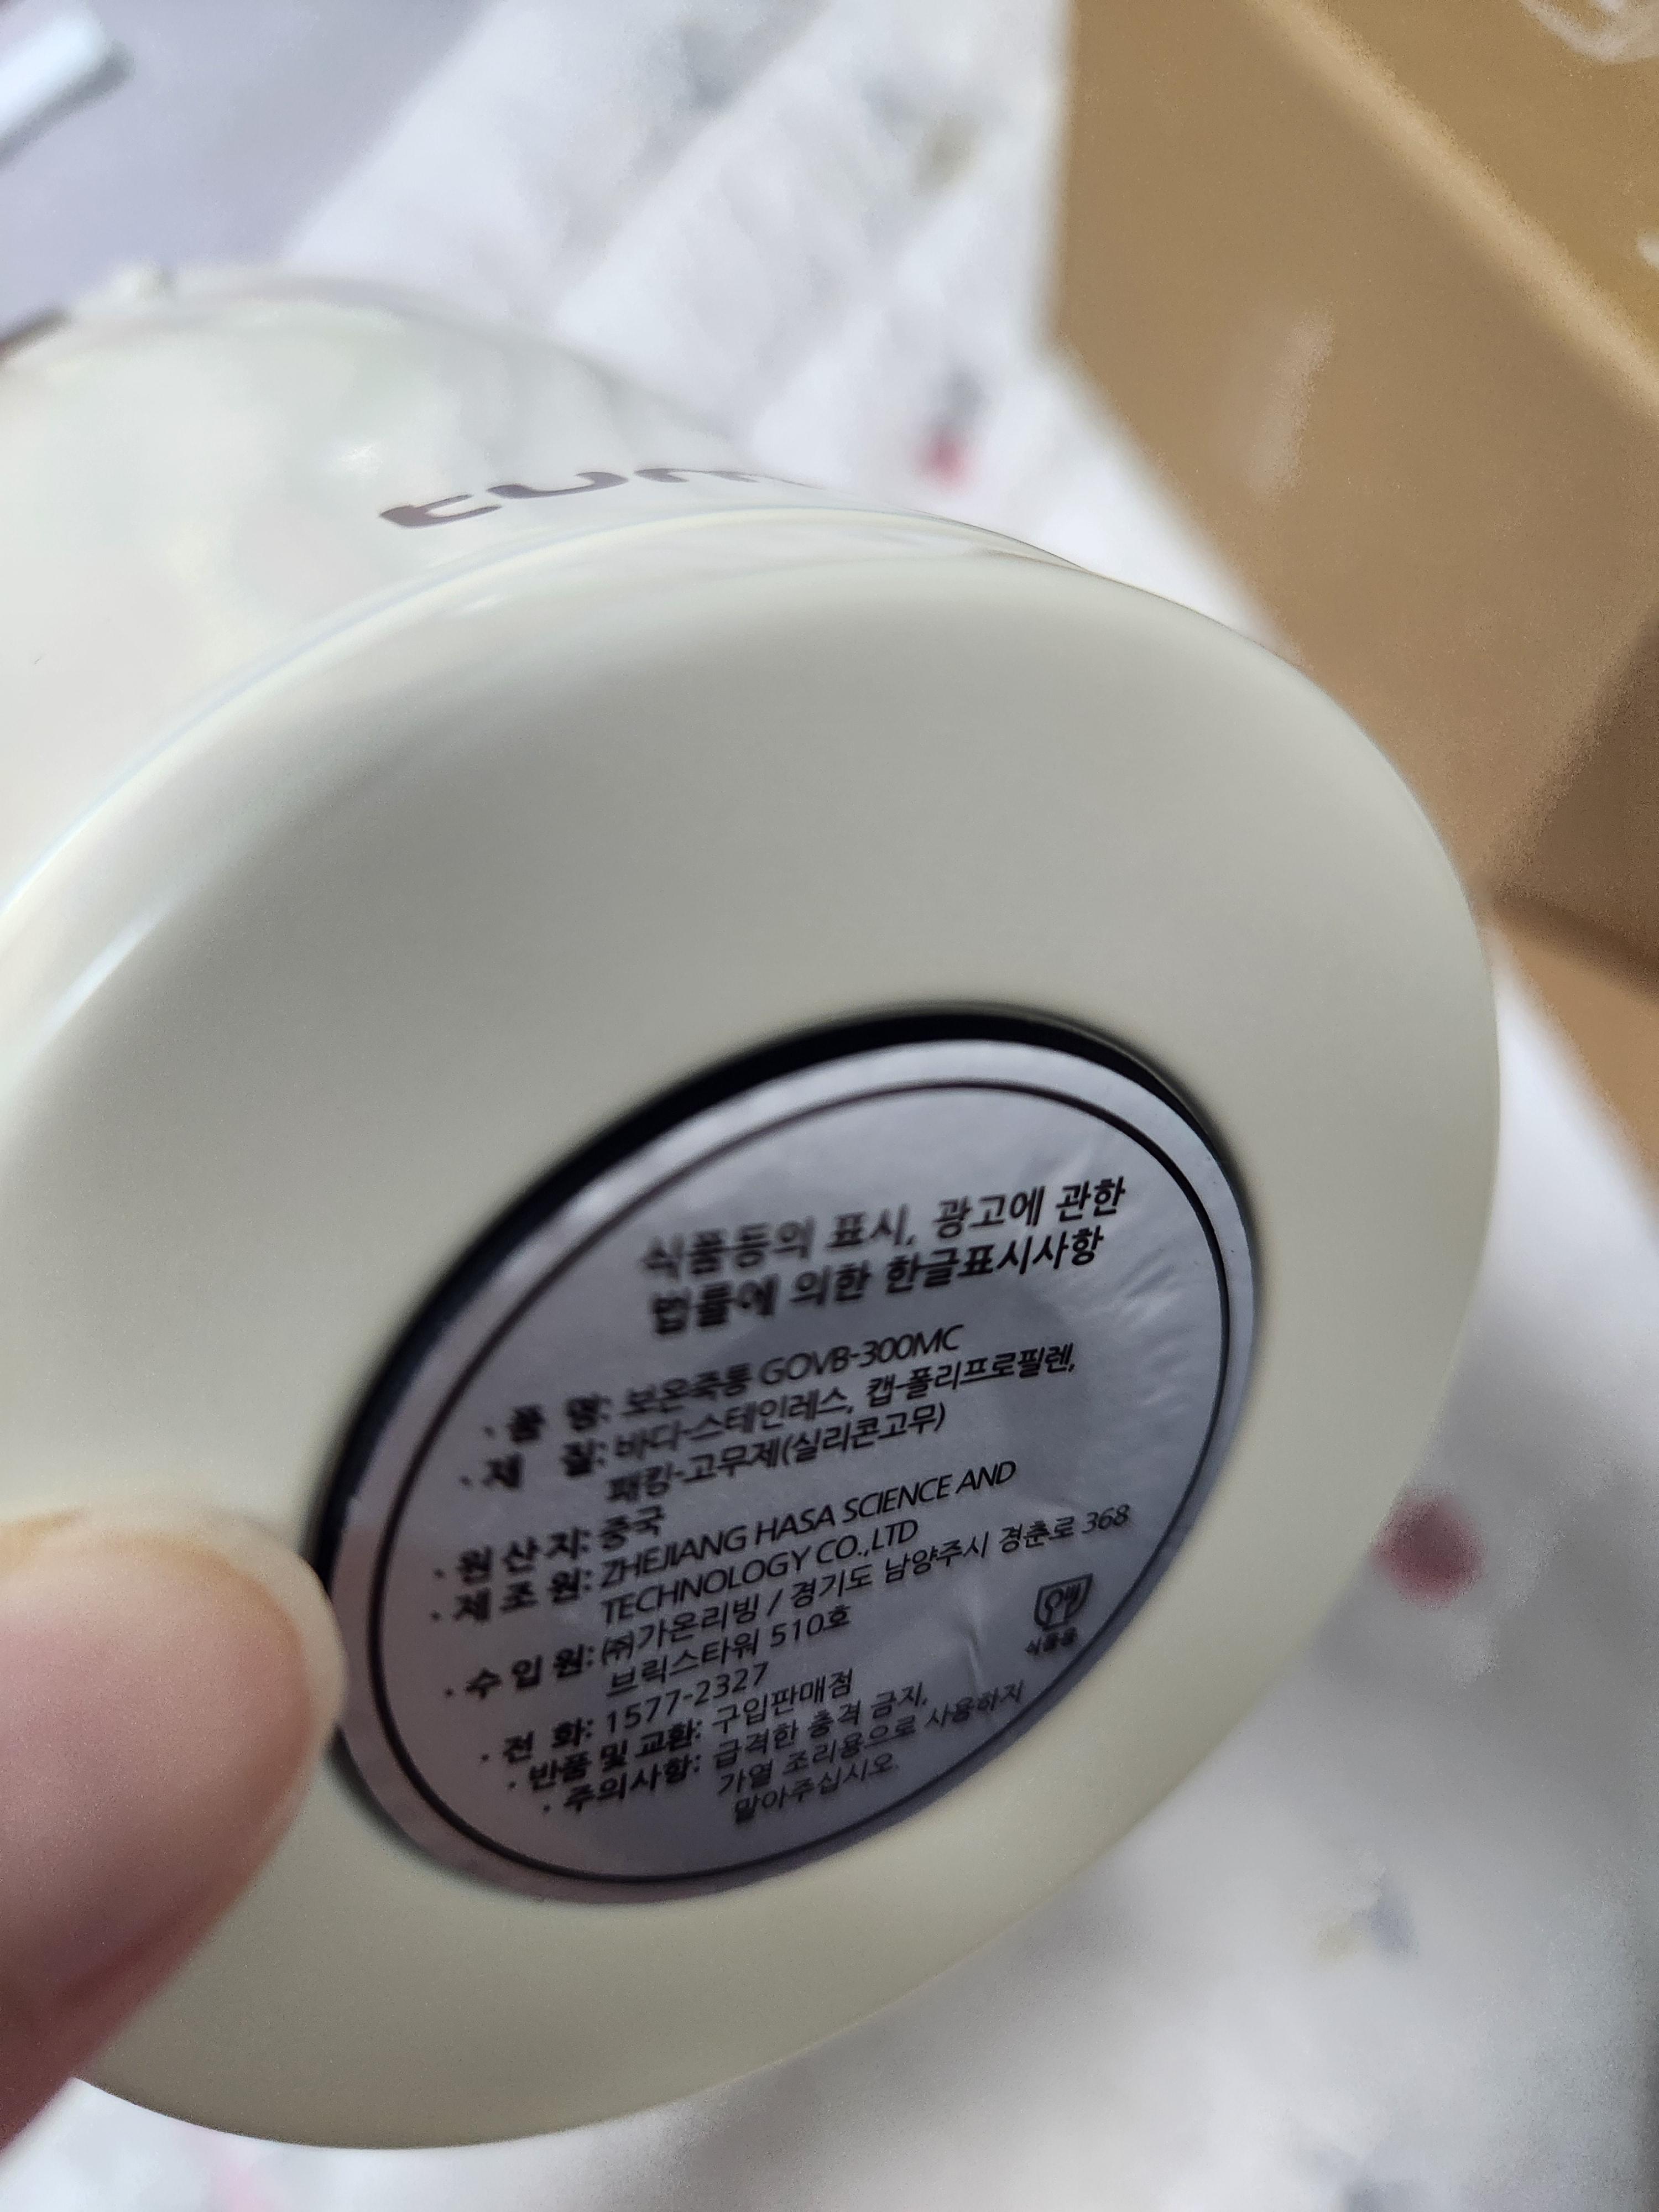 tum
식품등의 표시, 광고에 관한
법률에 의한 한글표시사항
· 품 명: 보온죽통 GOVB-300MC
· 재 질: 바디-스테인레스, 캡-폴리프로필렌,
패킹-고무제(실리콘고무)
· 원 산 지: 중국
· 제 조 원: ZHEJIANG HASA SCIENCE AND
TECHNOLOGY CO.,LTD
· 수 입 원: ㈜가온리빙 / 경기도 남양주시 경춘로 368
브릭스타워 510호
· 전 화: 1577-2327
· 반품 및 교환: 구입판매점
· 주의사항: 급격한 충격 금지,
가열 조리용으로 사용하지
말아주십시오.
식품용